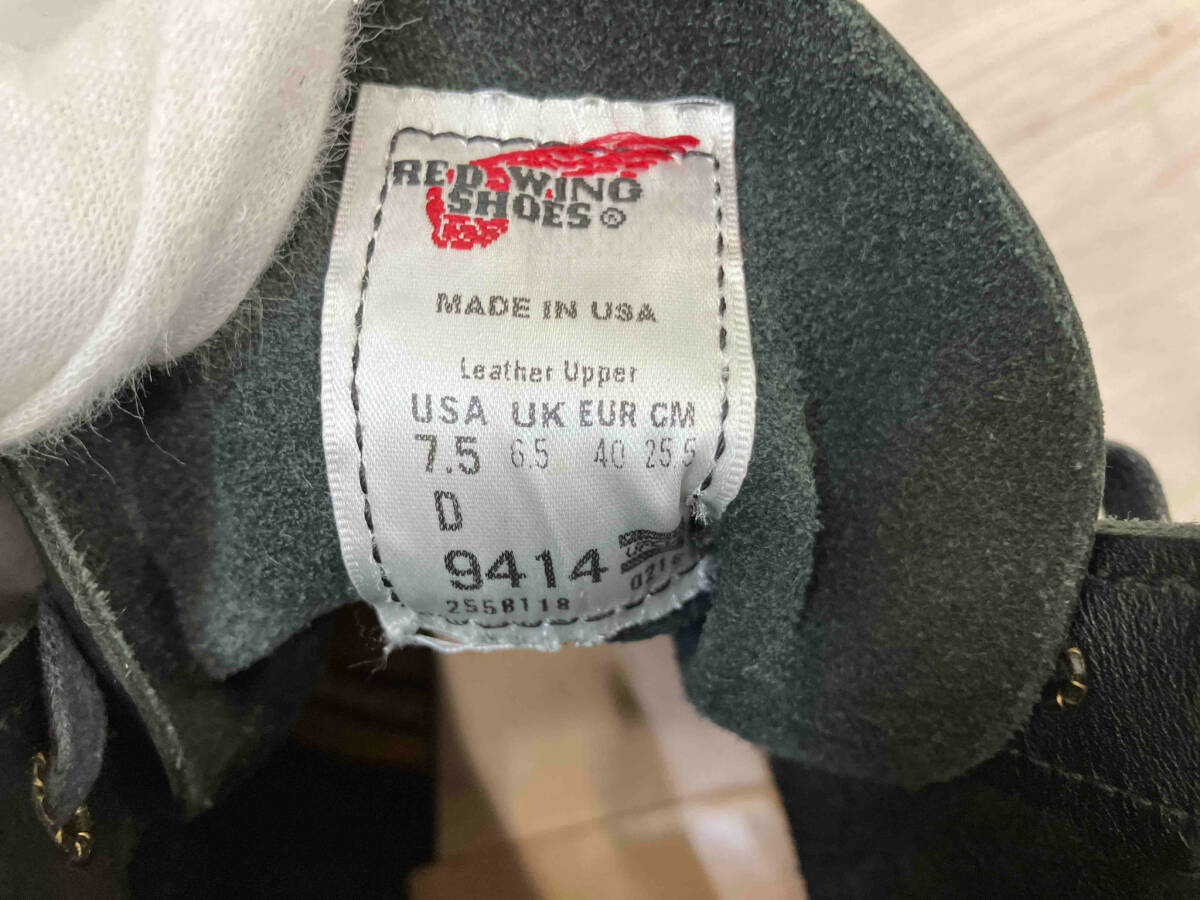 RED WING
SHOES®
MADE IN USA
Leather Upper
USA UK EUR CM
7.5 6.5 40 25.5
D
9414
2558118